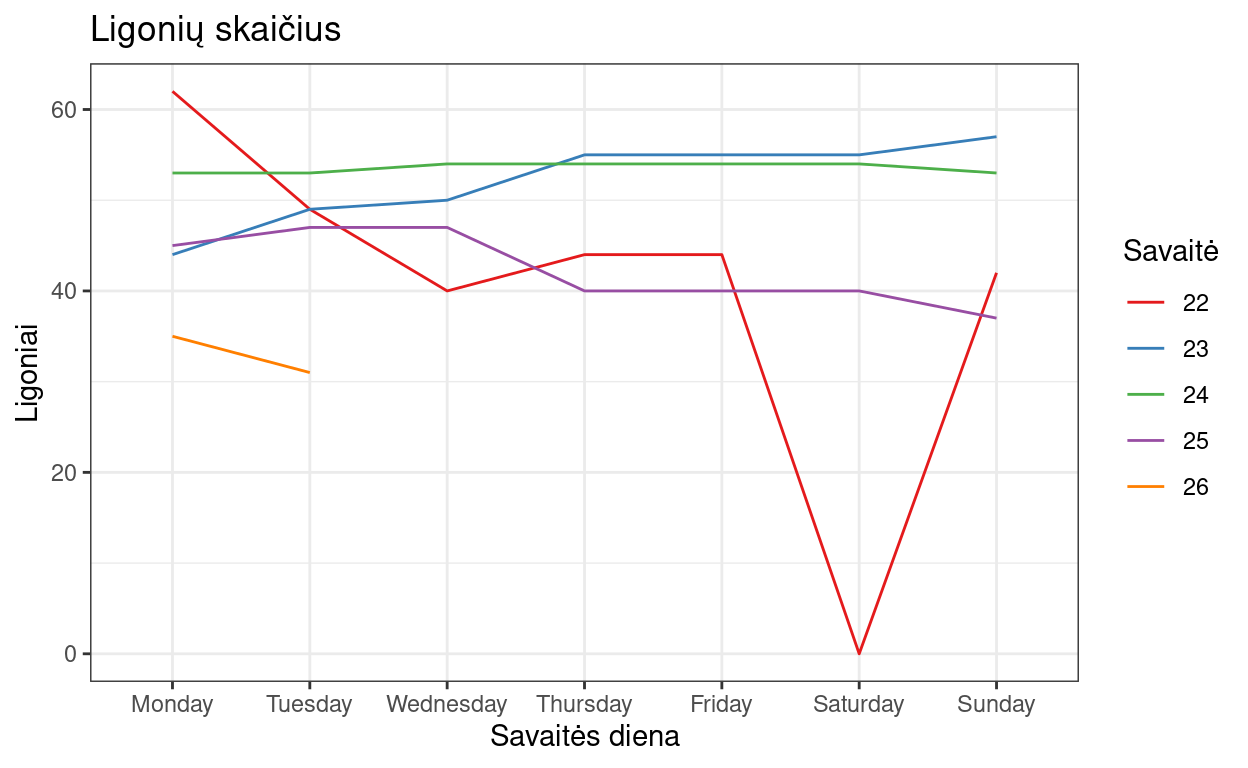 Ligonių skaičius
60
40
20
0
Ligoniai
Monday Tuesday Wednesday Thursday Friday Saturday Sunday
Savaitės diena
Savaitė
22
23
24
25
26